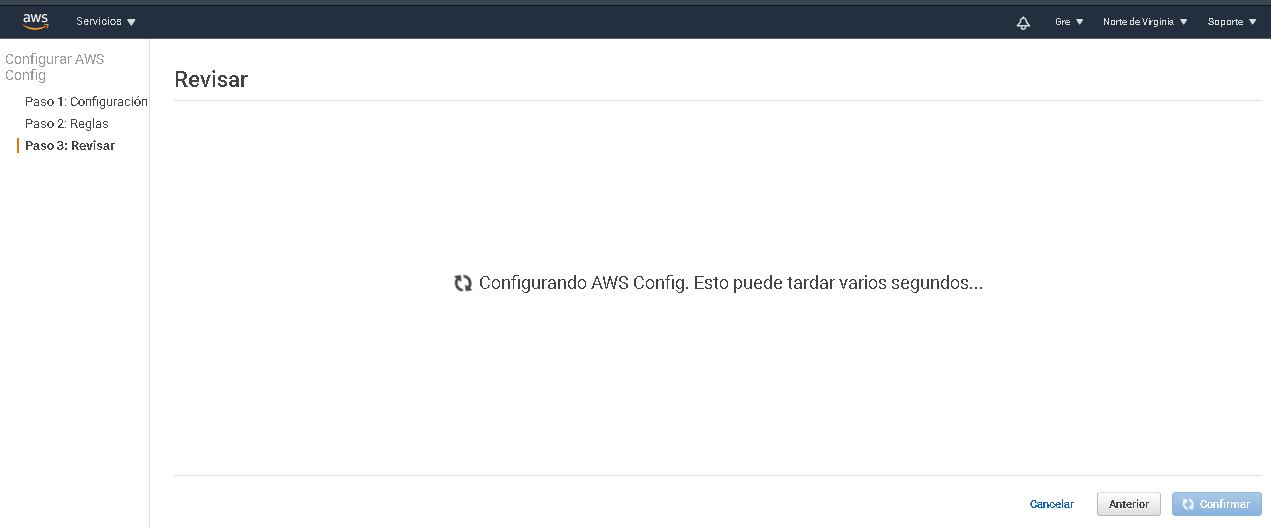 aws
Servicios
Gre
Norte de Virginia
Soporte
Configurar AWS
Config
Paso 1: Configuración
Paso 2: Reglas
Paso 3: Revisar
Revisar
Configurando AWS Config. Esto puede tardar varios segundos...
Cancelar
Anterior
Confirmar